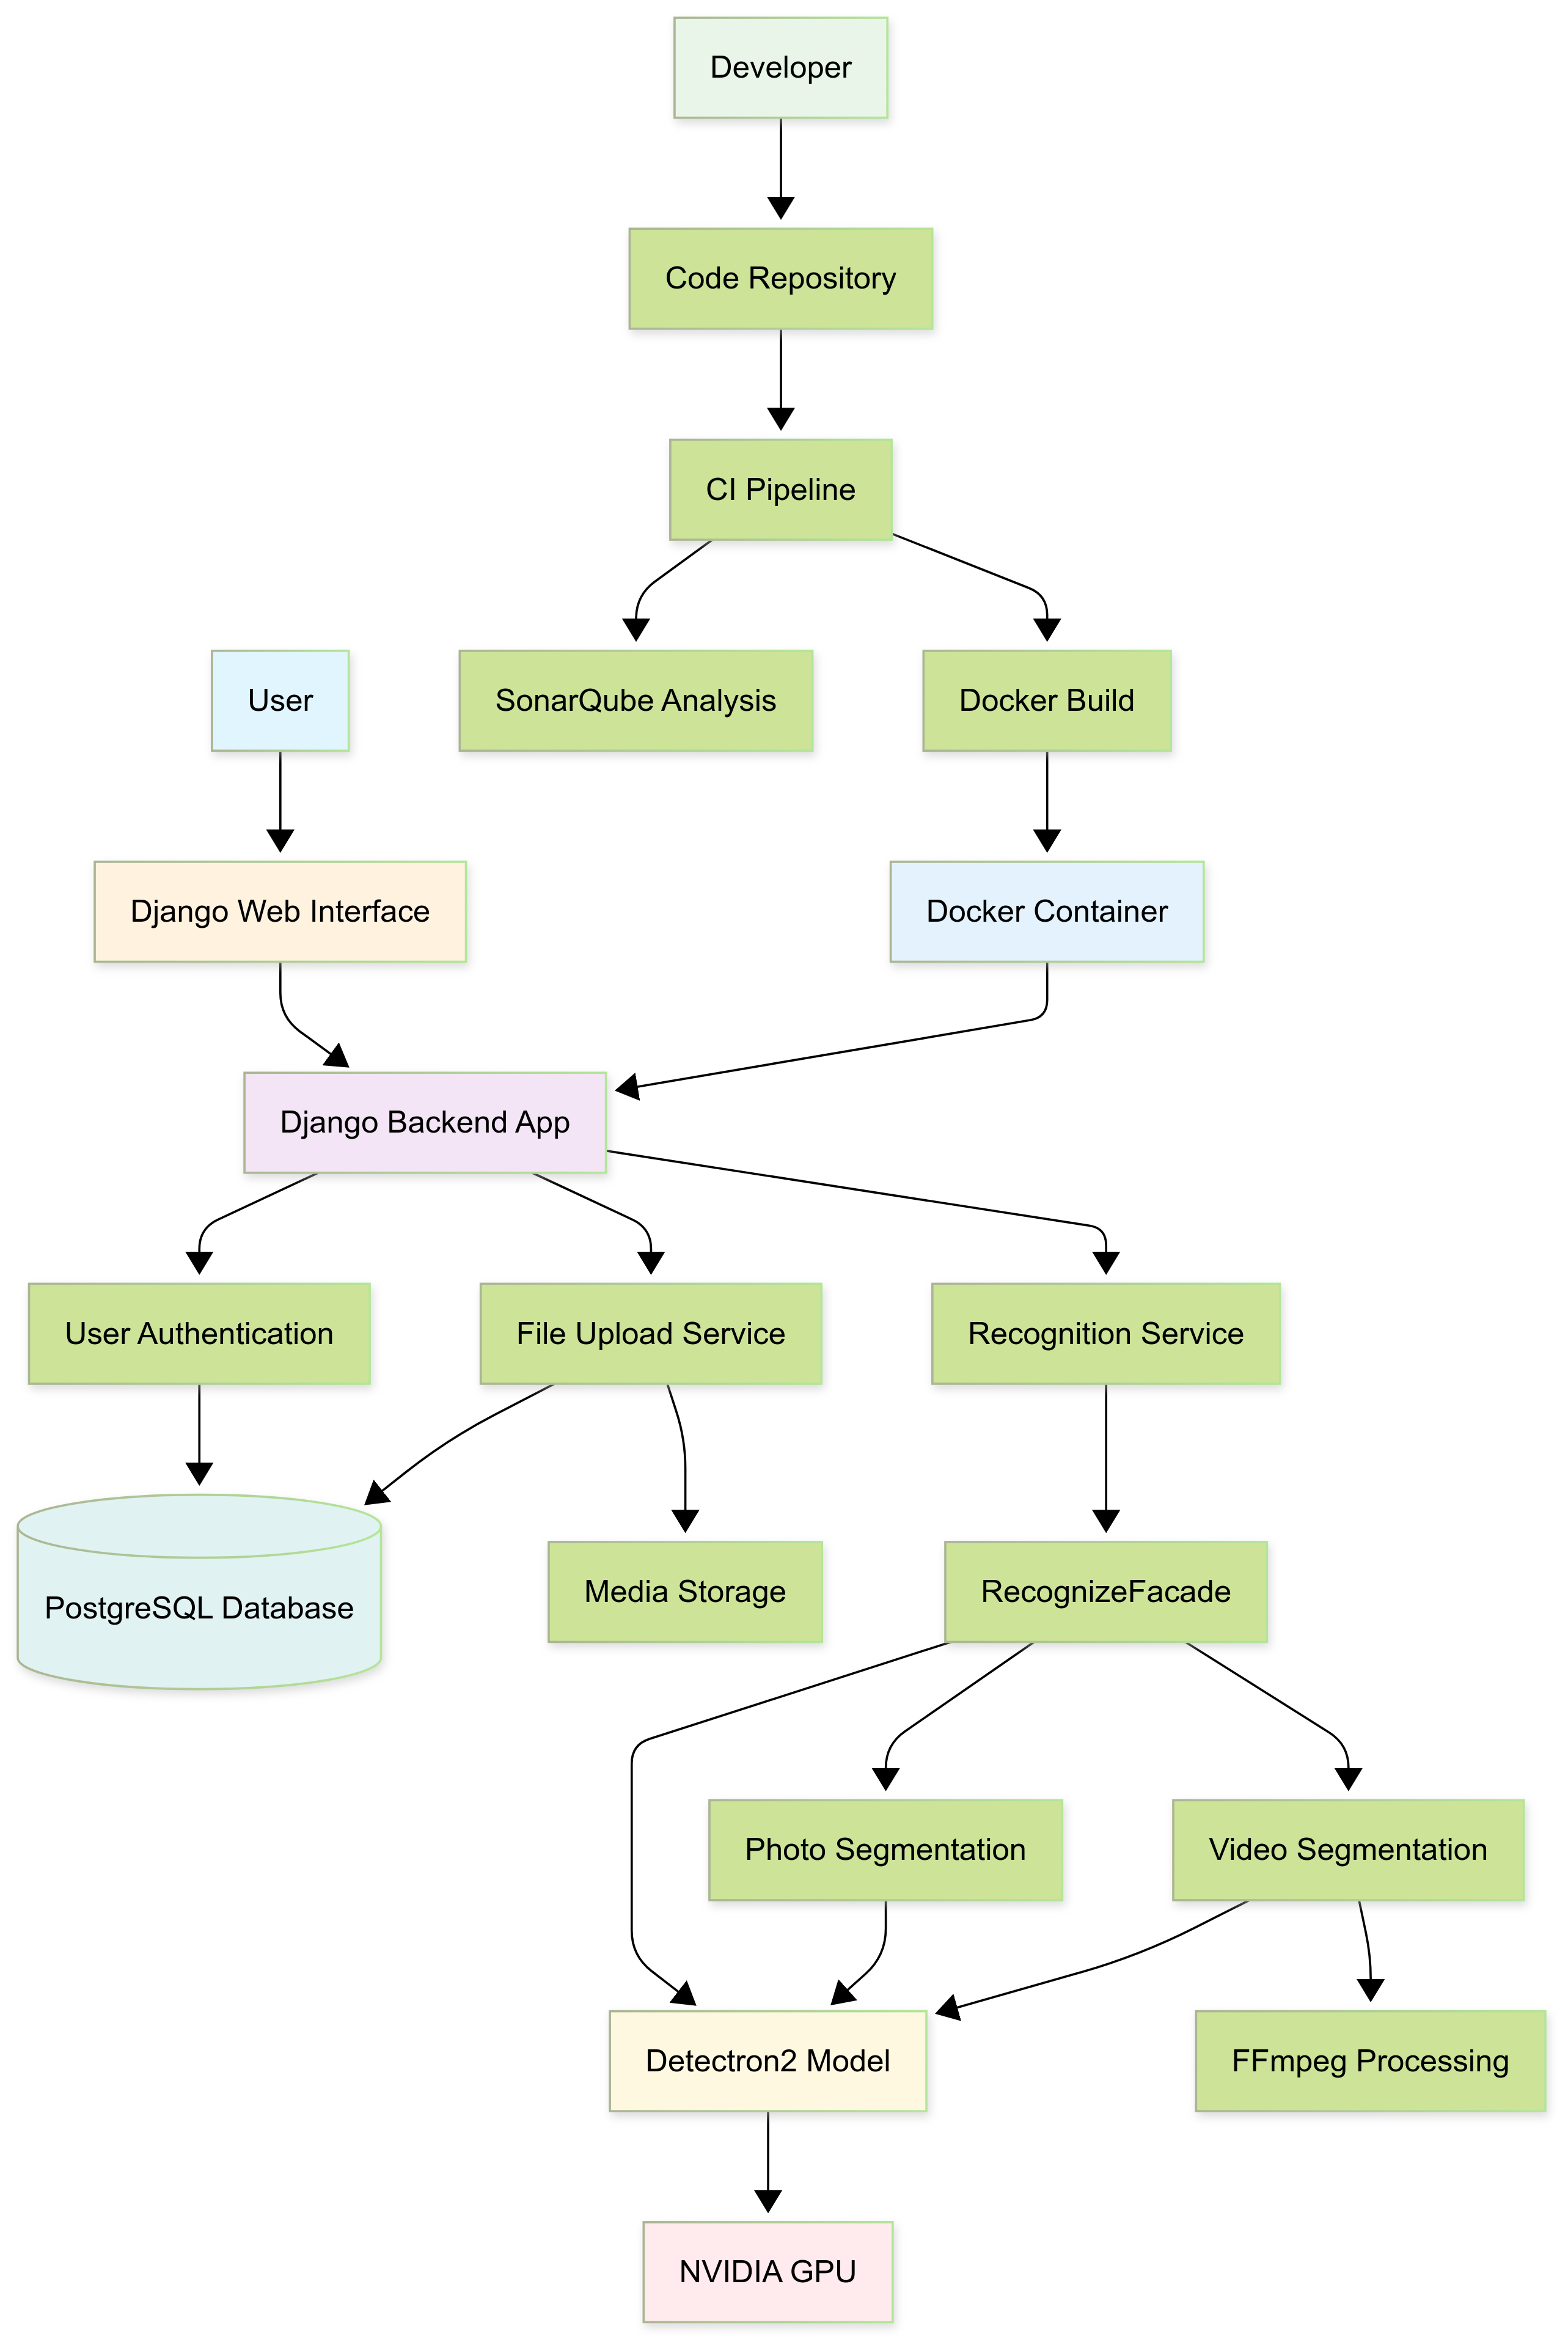 Developer
Code Repository
CI Pipeline
User
SonarQube Analysis
Docker Build
Django Web Interface
Docker Container
Django Backend App
User Authentication
File Upload Service
Recognition Service
PostgreSQL Database
Media Storage
RecognizeFacade
Photo Segmentation
Video Segmentation
Detectron2 Model
FFmpeg Processing
NVIDIA GPU